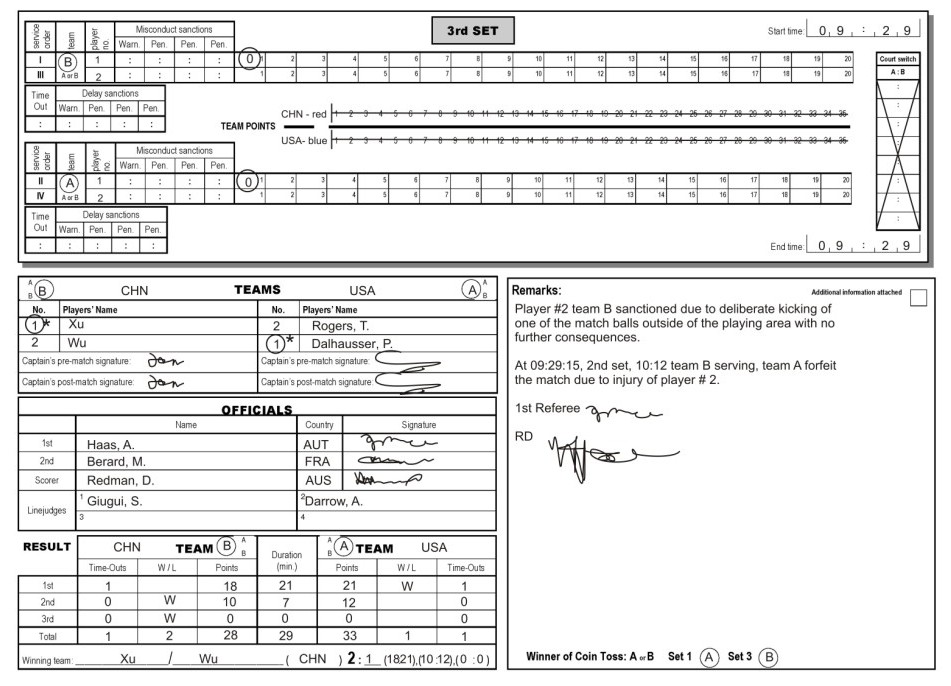 3rd SET
Start time: 0 9 : 2 9
service order team player no. Misconduct sanctions
Warn. Pen. Pen. Pen.
I B 1 : : : : 0 1 2 3 4 5 6 7 8 9 10 11 12 13 14 15 16 17 18 19 20
III A or B 2 : : : : 1 2 3 4 5 6 7 8 9 10 11 12 13 14 15 16 17 18 19 20
Court switch
A : B
:
:
:
:
:
:
:
Time Out Delay sanctions
Warn. Pen. Pen. Pen.
: : : : :
TEAM POINTS
CHN - red 1 2 3 4 5 6 7 8 9 10 11 12 13 14 15 16 17 18 19 20 21 22 23 24 25 26 27 28 29 30 31 32 33 34 35
USA- blue 1 2 3 4 5 6 7 8 9 10 11 12 13 14 15 16 17 18 19 20 21 22 23 24 25 26 27 28 29 30 31 32 33 34 35
service order team player no. Misconduct sanctions
Warn. Pen. Pen. Pen.
II A 1 : : : : 0 1 2 3 4 5 6 7 8 9 10 11 12 13 14 15 16 17 18 19 20
IV A or B 2 : : : : 1 2 3 4 5 6 7 8 9 10 11 12 13 14 15 16 17 18 19 20
Time Out Delay sanctions
Warn. Pen. Pen. Pen.
: : : : :
End time: 0 9 : 2 9
A B B CHN TEAMS USA A A B
No. Players' Name No. Players' Name
1* Xu 2 Rogers, T.
2 Wu 1* Dalhausser, P.
Captain's pre-match signature: Captain's pre-match signature:
Captain's post-match signature: Captain's post-match signature:
OFFICIALS
Name Country Signature
1st Haas, A. AUT
2nd Berard, M. FRA
Scorer Redman, D. AUS
Linejudges 1 Giugui, S. 2 Darrow, A.
3 4
RESULT CHN TEAM B A B Duration (min.) A B A TEAM USA
Time-Outs W / L Points Points W / L Time-Outs
1st 1 18 21 21 W 1
2nd 0 W 10 7 12 0
3rd 0 W 0 0 0 0
Total 1 2 28 29 33 1 1
Winning team: Xu / Wu ( CHN ) 2 : 1 (18:21),(10:12),(0 :0 )
Remarks:
Additional information attached
Player #2 team B sanctioned due to deliberate kicking of
one of the match balls outside of the playing area with no
further consequences.
At 09:29:15, 2nd set, 10:12 team B serving, team A forfeit
the match due to injury of player # 2.
1st Referee
RD
Winner of Coin Toss: A or B Set 1 A Set 3 B